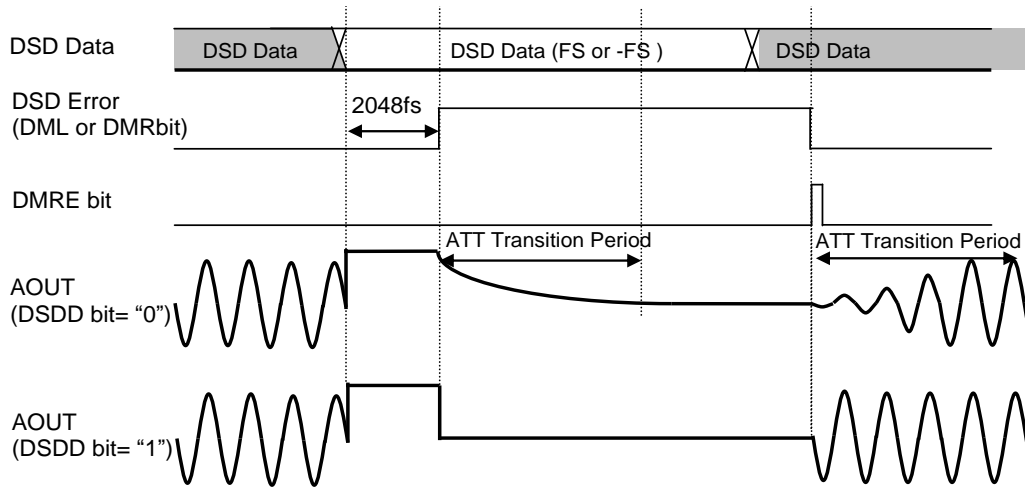 DSD Data
DSD Data
DSD Data (FS or -FS )
DSD Data
DSD Error
(DML or DMRbit)
2048fs
DMRE bit
ATT Transition Period
ATT Transition Period
AOUT
(DSDD bit= “0”)
AOUT
(DSDD bit= “1”)